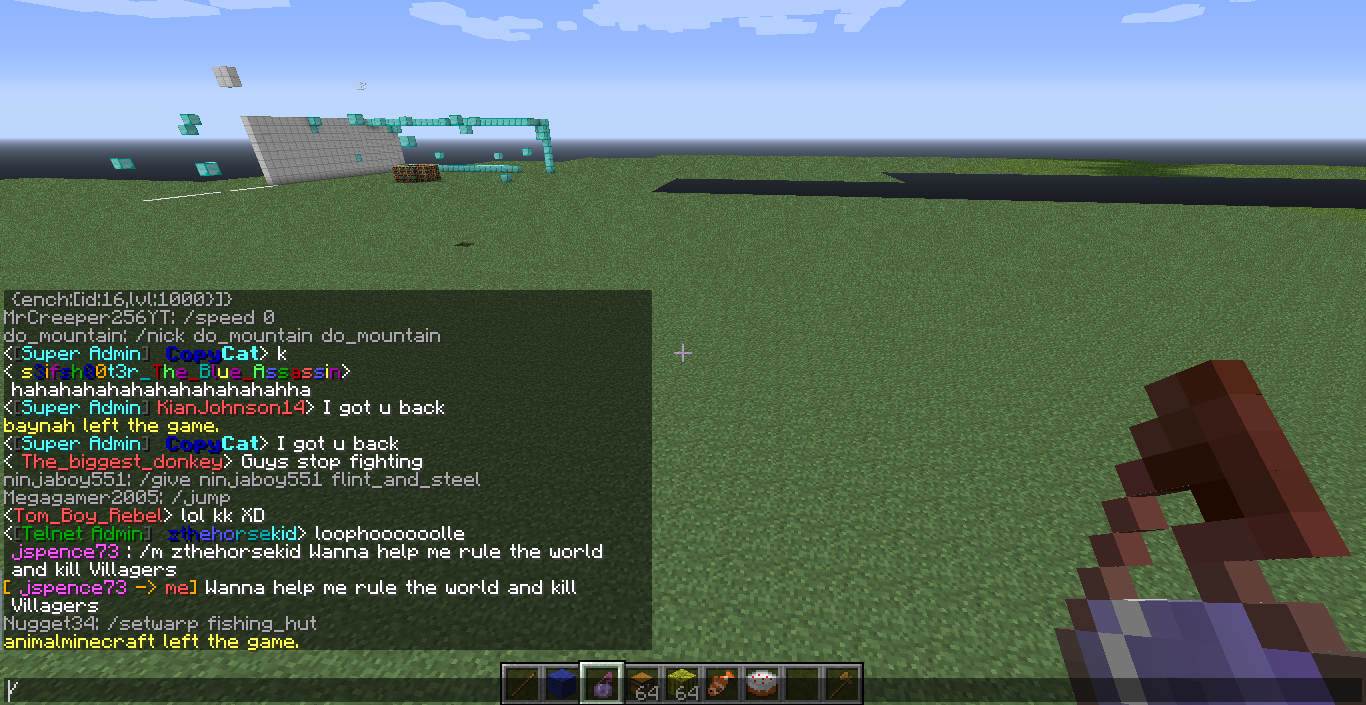 {ench:[id:16,lvl:1000}]}
MrCreeper256YT: /speed 0
do_mountain: /nick do_mountain do_mountain
<[Super Admin] CopyCat> k
< s3ifsh00t3r_The_Blue_Assassin>
hahahahahahahahahahahahha
<[Super Admin] KianJohnson14> I got u back
baynah left the game.
<[Super Admin] CopyCat> I got u back
< The_biggest_donkey> Guys stop fighting
ninjaboy551: /give ninjaboy551 flint_and_steel
Megagamer2005: /jump
<Tom_Boy_Rebel> lol kk XD
<[Telnet Admin] zthehorsekid> loophoooooolle
jspence73 : /m zthehorsekid Wanna help me rule the world
and kill Villagers
[ jspence73 -> me] Wanna help me rule the world and kill
Villagers
Nugget34: /setwarp fishing_hut
animalminecraft left the game.
64 64
/